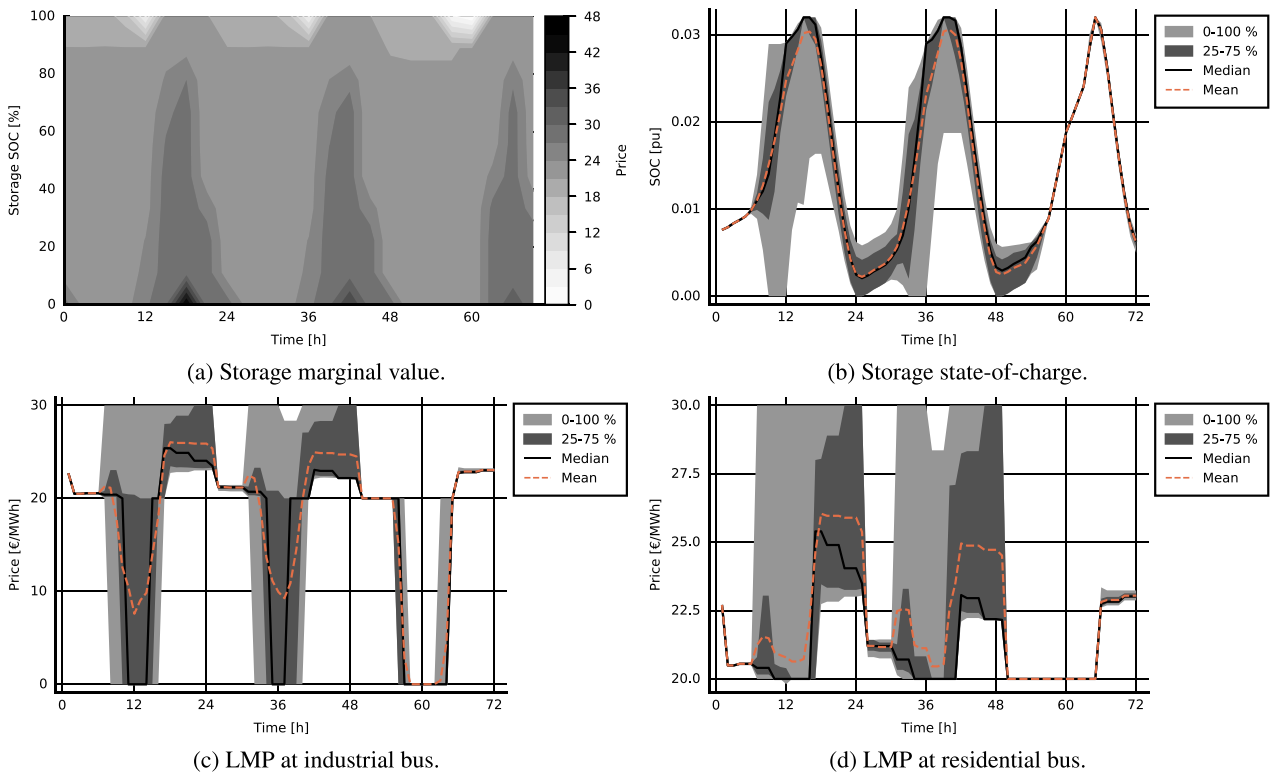 100
80
60
40
20
0
Storage SOC [%]
0 12 24 36 48 60
Time [h]
48
42
36
30
24
18
12
6
0
Price
(a) Storage marginal value.
0.03
0.02
0.01
0.00
SOC [pu]
0 12 24 36 48 60 72
Time [h]
0-100 %
25-75 %
Median
Mean
(b) Storage state-of-charge.
30
20
10
0
Price [€/MWh]
0 12 24 36 48 60 72
Time [h]
0-100 %
25-75 %
Median
Mean
(c) LMP at industrial bus.
30.0
27.5
25.0
22.5
20.0
Price [€/MWh]
0 12 24 36 48 60 72
Time [h]
0-100 %
25-75 %
Median
Mean
(d) LMP at residential bus.